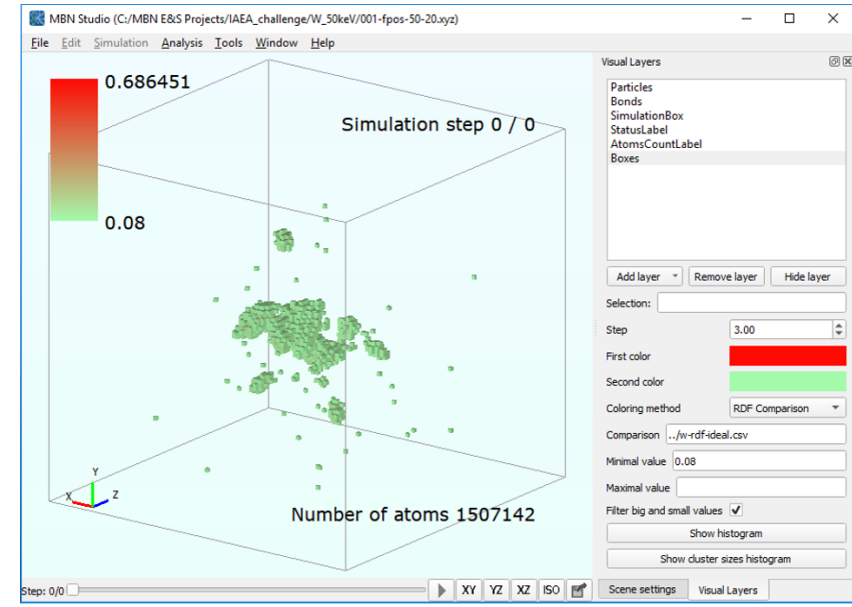 MBN Studio (C:/MBN E&S Projects/IAEA_challenge/W_50keV/001-fpos-50-20.xyz)
File Edit Simulation Analysis Tools Window Help
0.686451
0.08
Simulation step 0 / 0
Y
X
Z
Number of atoms 1507142
Step: 0/0
XY YZ XZ ISO
Visual Layers
Particles
Bonds
SimulationBox
StatusLabel
AtomsCountLabel
Boxes
Add layer Remove layer Hide layer
Selection:
Step 3.00
First color
Second color
Coloring method RDF Comparison
Comparison ../w-rdf-ideal.csv
Minimal value 0.08
Maximal value
Filter big and small values
Show histogram
Show cluster sizes histogram
Scene settings Visual Layers